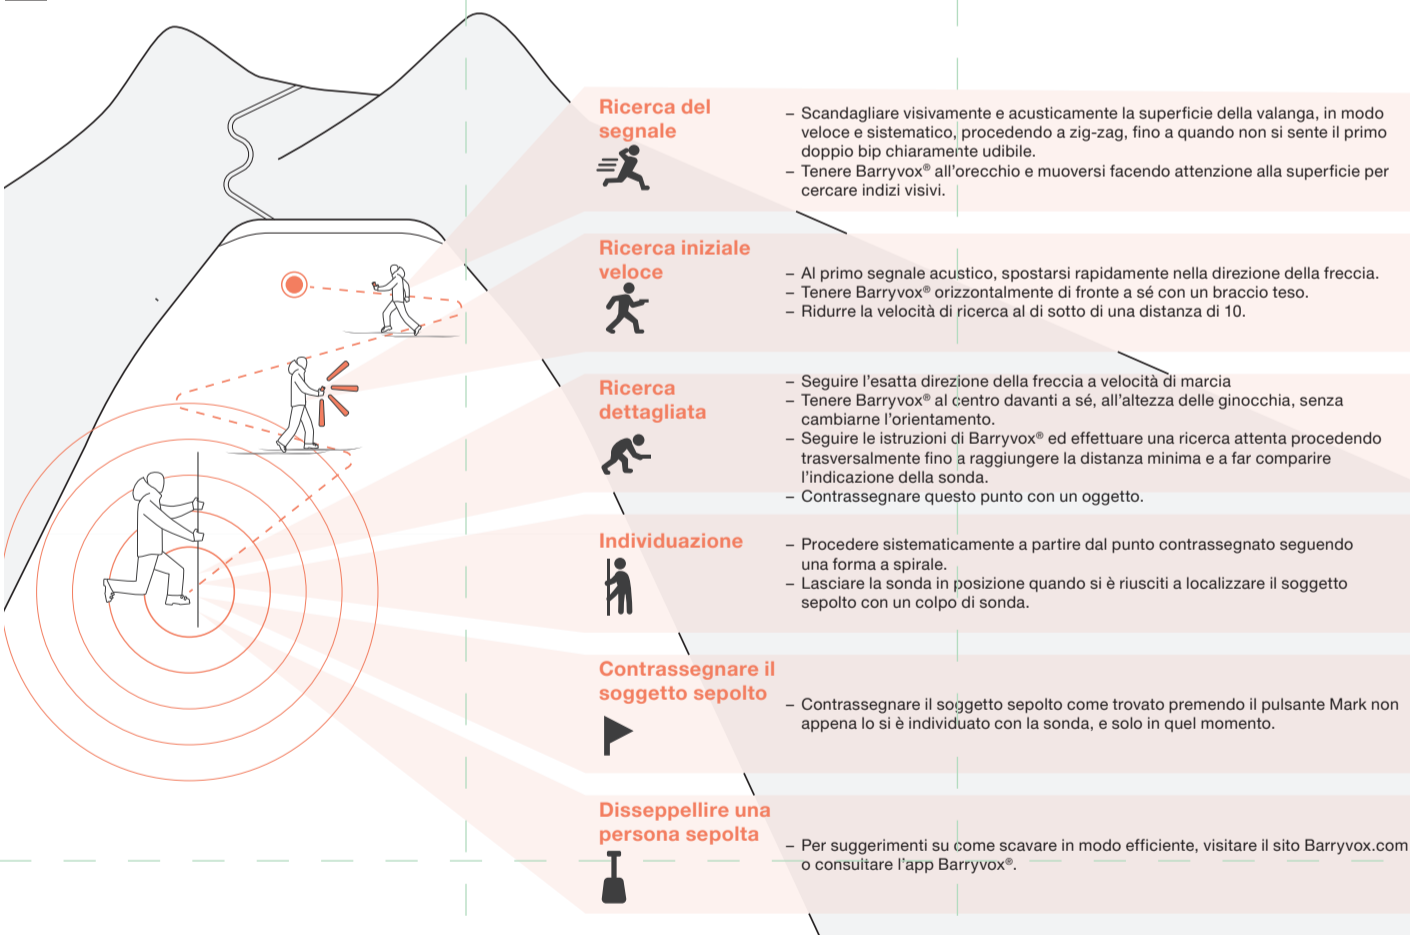 Ricerca del
segnale
– Scandagliare visivamente e acusticamente la superficie della valanga, in modo
veloce e sistematico, procedendo a zig-zag, fino a quando non si sente il primo
doppio bip chiaramente udibile.
– Tenere Barryvox® all’orecchio e muoversi facendo attenzione alla superficie per
cercare indizi visivi.
Ricerca iniziale
veloce
– Al primo segnale acustico, spostarsi rapidamente nella direzione della freccia.
– Tenere Barryvox® orizzontalmente di fronte a sé con un braccio teso.
– Ridurre la velocità di ricerca al di sotto di una distanza di 10.
Ricerca
dettagliata
– Seguire l’esatta direzione della freccia a velocità di marcia
– Tenere Barryvox® al centro davanti a sé, all’altezza delle ginocchia, senza
cambiarne l’orientamento.
– Seguire le istruzioni di Barryvox® ed effettuare una ricerca attenta procedendo
trasversalmente fino a raggiungere la distanza minima e a far comparire
l’indicazione della sonda.
– Contrassegnare questo punto con un oggetto.
Individuazione
– Procedere sistematicamente a partire dal punto contrassegnato seguendo
una forma a spirale.
– Lasciare la sonda in posizione quando si è riusciti a localizzare il soggetto
sepolto con un colpo di sonda.
Contrassegnare il
soggetto sepolto
– Contrassegnare il soggetto sepolto come trovato premendo il pulsante Mark non
appena lo si è individuato con la sonda, e solo in quel momento.
Disseppellire una
persona sepolta
– Per suggerimenti su come scavare in modo efficiente, visitare il sito Barryvox.com
o consultare l’app Barryvox®.